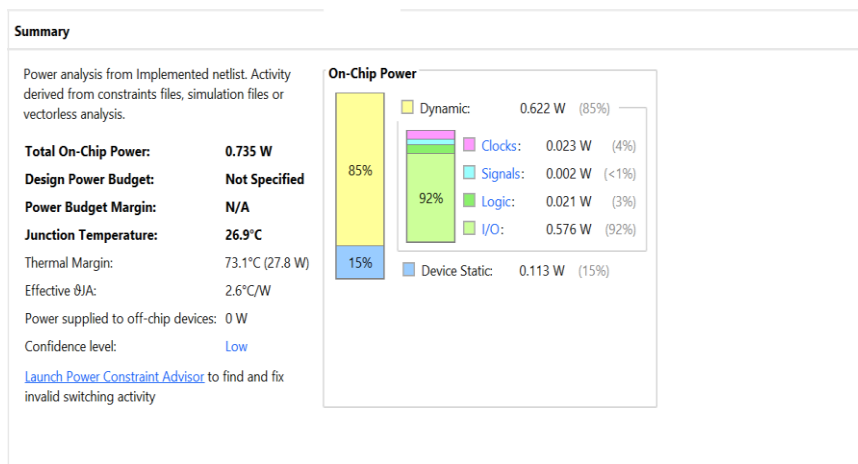 Summary
Power analysis from Implemented netlist. Activity
derived from constraints files, simulation files or
vectorless analysis.
Total On-Chip Power: 0.735 W
Design Power Budget: Not Specified
Power Budget Margin: N/A
Junction Temperature: 26.9°C
Thermal Margin: 73.1°C (27.8 W)
Effective ϑJA: 2.6°C/W
Power supplied to off-chip devices: 0 W
Confidence level: Low
Launch Power Constraint Advisor to find and fix
invalid switching activity
On-Chip Power
85%
15%
Dynamic: 0.622 W (85%)
92%
Clocks: 0.023 W (4%)
Signals: 0.002 W (<1%)
Logic: 0.021 W (3%)
I/O: 0.576 W (92%)
Device Static: 0.113 W (15%)